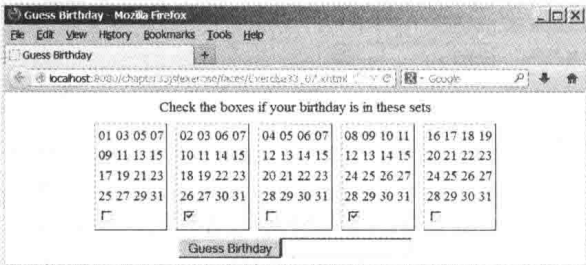 Guess Birthday - Mozilla Firefox
File Edit View History Bookmarks Tools Help
Guess Birthday +
localhost:8080/chapter33jsfexercise/faces/Exercise33_07.xhtml Google
Check the boxes if your birthday is in these sets
01 03 05 07 02 03 06 07 04 05 06 07 08 09 10 11 16 17 18 19
09 11 13 15 10 11 14 15 12 13 14 15 12 13 14 15 20 21 22 23
17 19 21 23 18 19 22 23 20 21 22 23 24 25 26 27 24 25 26 27
25 27 29 31 26 27 30 31 28 29 30 31 28 29 30 31 28 29 30 31
Guess Birthday